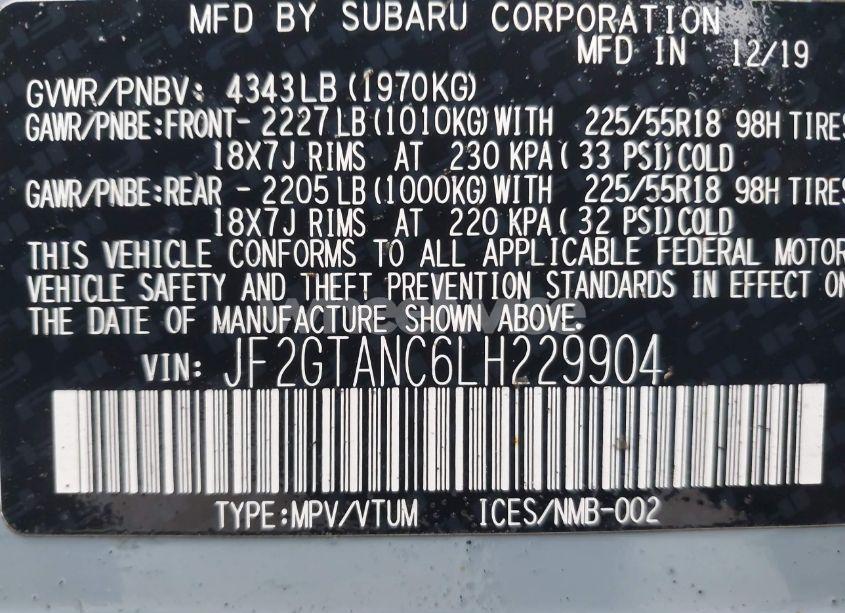 MFD BY SUBARU CORPORATION
MFD IN 12/19
GVWR/PNBV: 4343LB (1970KG)
GAWR/PNBE:FRONT- 2227LB(1010KG)WITH 225/55R18 98H TIRES
18X7J RIMS AT 230 KPA( 33 PSI)COLD
GAWR/PNBE:REAR - 2205LB(1000KG)WITH 225/55R18 98H TIRES
18X7J RIMS AT 220 KPA( 32 PSI)COLD
THIS VEHICLE CONFORMS TO ALL APPLICABLE FEDERAL MOTOR
VEHICLE SAFETY AND THEFT PREVENTION STANDARDS IN EFFECT ON
THE DATE OF MANUFACTURE SHOWN ABOVE.
VIN: JF2GTANC6LH229904
TYPE:MPV/VTUM ICES/NMB-002